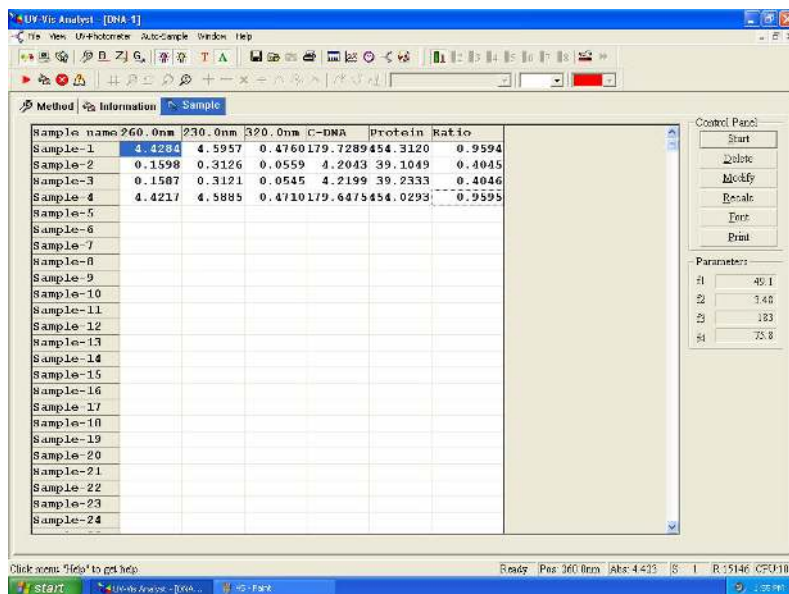 UV-Vis Analyst - [DNA-1]
File View UV-Photometer Auto-Sample Window Help
Method Information Sample
Sample name 260.0nm 230.0nm 320.0nm C-DNA Protein Ratio
Sample-1 4.4284 4.5957 0.4760 179.7289 454.3120 0.9594
Sample-2 0.1598 0.3126 0.0559 4.2043 39.1049 0.4045
Sample-3 0.1587 0.3121 0.0545 4.2199 39.2333 0.4046
Sample-4 4.4217 4.5885 0.4710 179.6475 454.0293 0.9595
Sample-5
Sample-6
Sample-7
Sample-8
Sample-9
Sample-10
Sample-11
Sample-12
Sample-13
Sample-14
Sample-15
Sample-16
Sample-17
Sample-18
Sample-19
Sample-20
Sample-21
Sample-22
Sample-23
Sample-24
Control Panel
Start
Delete
Modify
Recalc
Font
Print
Parameters
f1 49.1
f2 3.48
f3 183
f4 75.8
Click menu "Help" to get help
Ready Pos: 360.0nm Abs: 4.433 S 1 R:15146
start UV-Vis Analyst - [DNA... - Paint